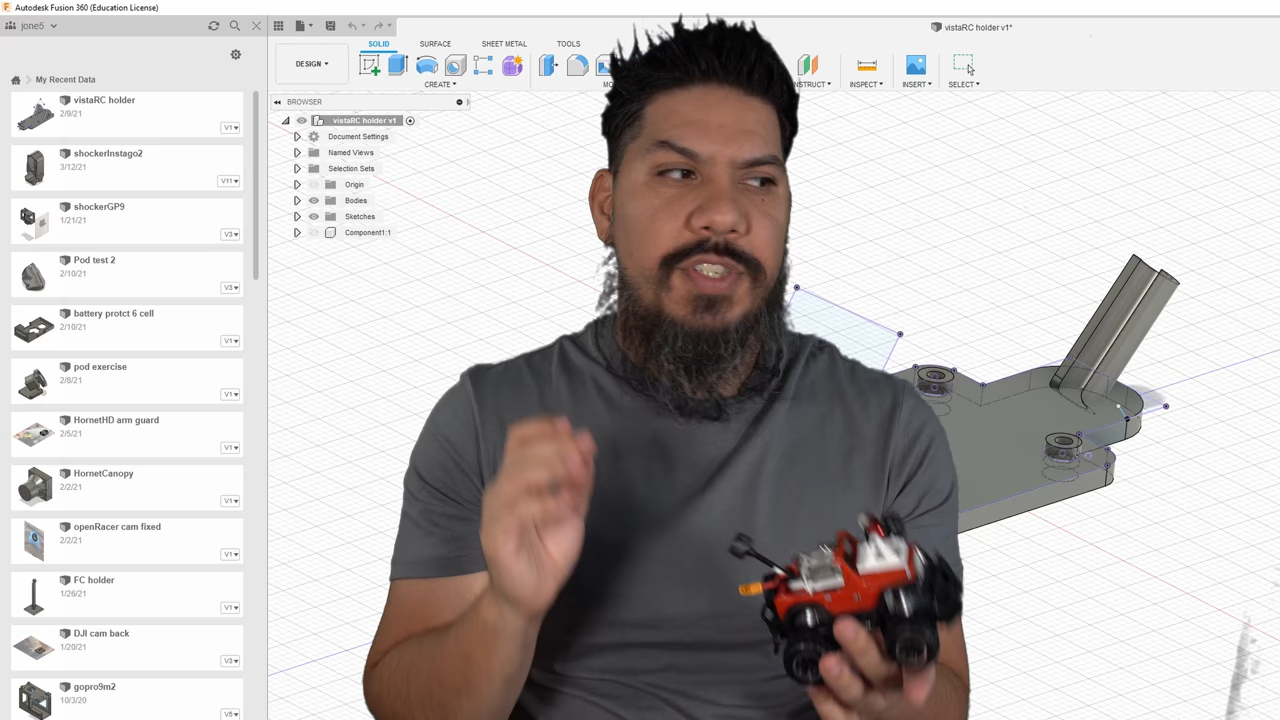 Autodesk Fusion 360 (Education License)
jone5
vistaRC holder v1*
DESIGN
SOLID
SURFACE
SHEET METAL
TOOLS
CREATE
INSPECT
INSERT
SELECT
My Recent Data
BROWSER
vistaRC holder
2/9/21
V1
shockerInstago2
3/12/21
V11
shockerGP9
1/21/21
V3
Pod test 2
2/10/21
V3
battery protct 6 cell
2/10/21
V1
pod exercise
2/8/21
V1
HornetHD arm guard
2/5/21
V1
HornetCanopy
2/2/21
V1
openRacer cam fixed
2/2/21
V1
FC holder
1/26/21
V1
DJI cam back
1/20/21
V3
gopro9m2
10/3/20
V5
vistaRC holder v1
Document Settings
Named Views
Selection Sets
Origin
Bodies
Sketches
Component1:1